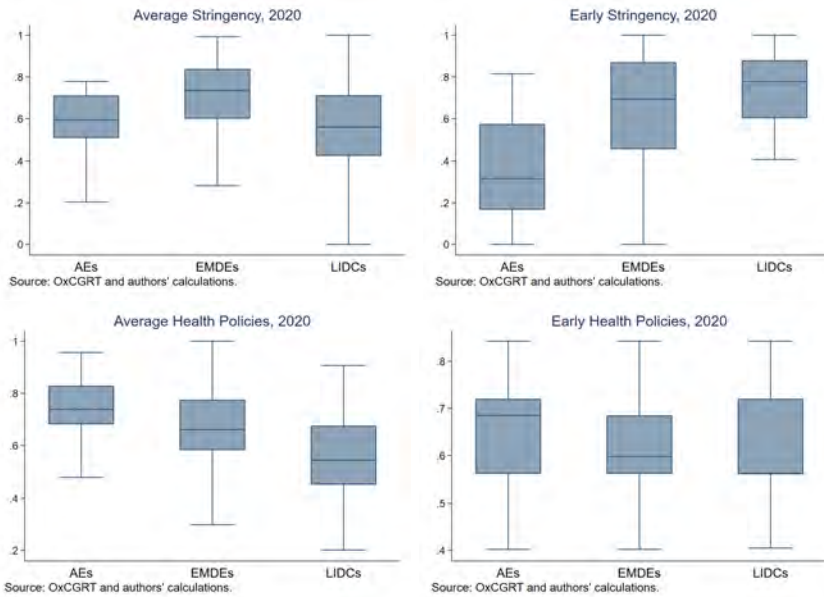 Average Stringency, 2020
1
.8
.6
.4
.2
0
AEs EMDEs LIDCs
Source: OxCGRT and authors' calculations.
Early Stringency, 2020
1
.8
.6
.4
.2
0
AEs EMDEs LIDCs
Source: OxCGRT and authors' calculations.
Average Health Policies, 2020
1
.8
.6
.4
.2
AEs EMDEs LIDCs
Source: OxCGRT and authors' calculations.
Early Health Policies, 2020
.8
.7
.6
.5
.4
AEs EMDEs LIDCs
Source: OxCGRT and authors' calculations.